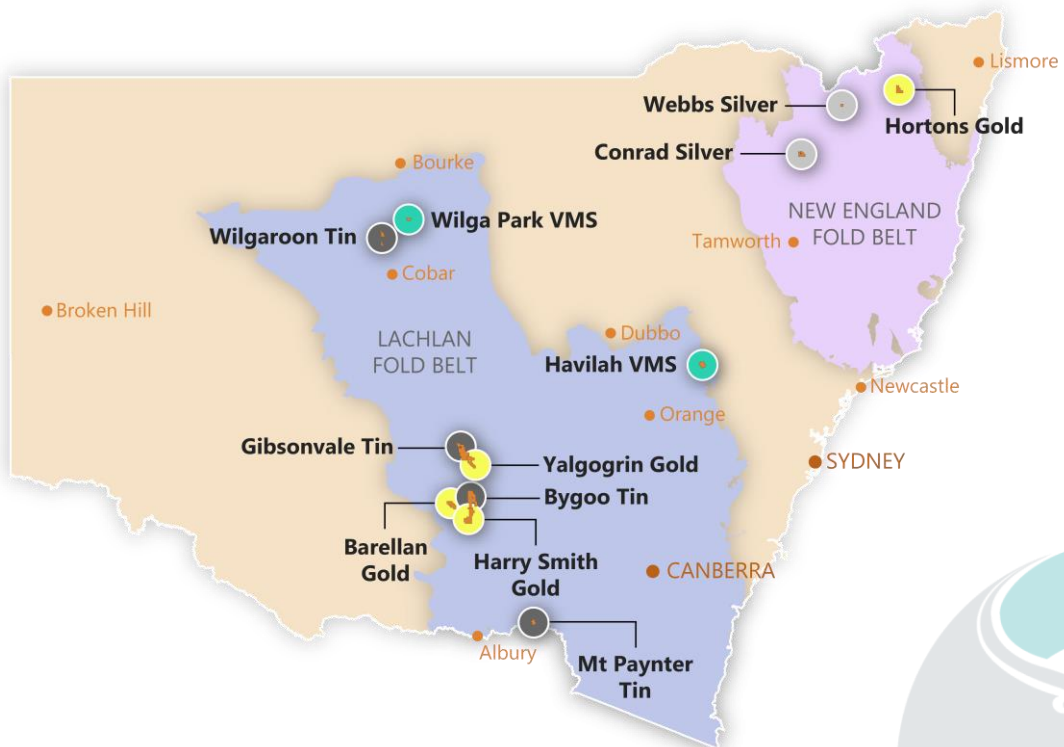 Lismore
Webbs Silver
Hortons Gold
Conrad Silver
Bourke
NEW ENGLAND
FOLD BELT
Wilga Park VMS
Wilgaroon Tin
Tamworth
Cobar
Broken Hill
Dubbo
LACHLAN
FOLD BELT
Havilah VMS
Newcastle
Orange
Gibsonvale Tin
Yalgogrin Gold
SYDNEY
Bygoo Tin
Barellan
Gold
Harry Smith
Gold
CANBERRA
Albury
Mt Paynter
Tin